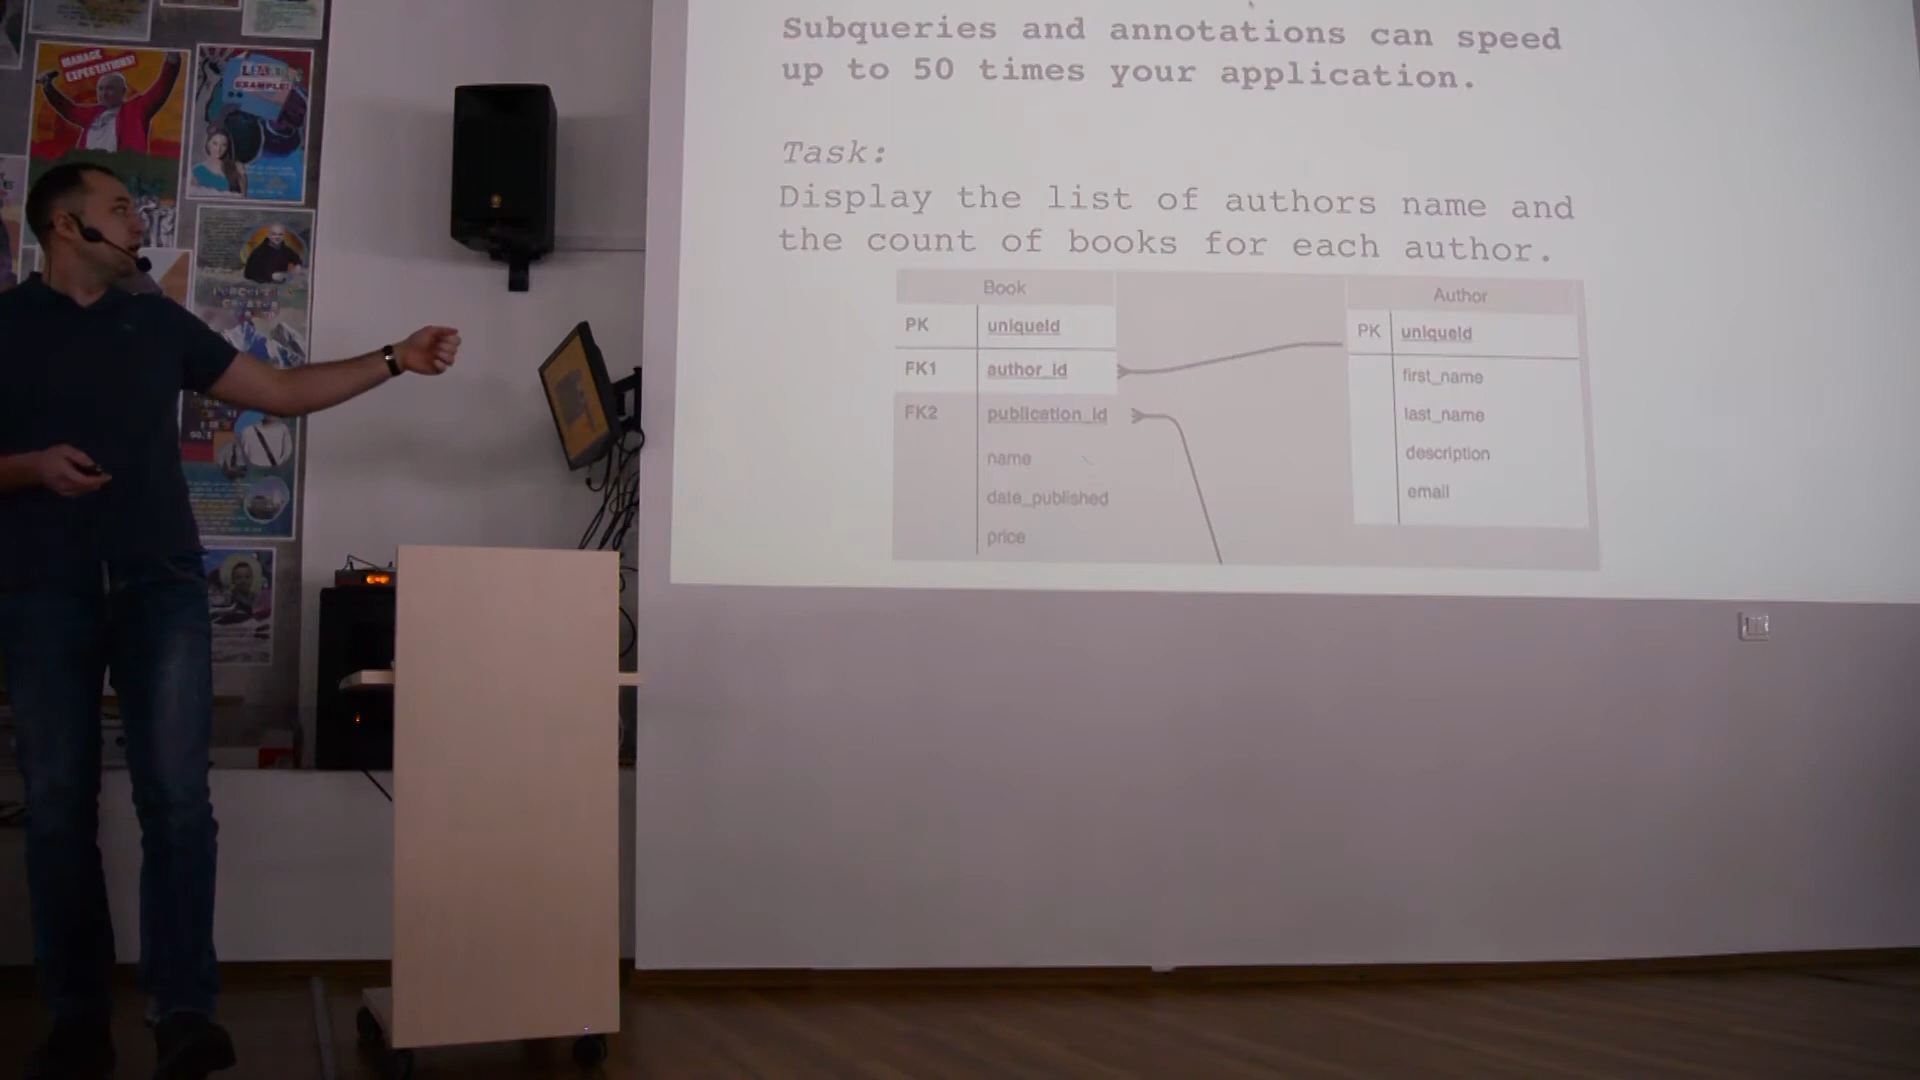 Subqueries and annotations can speed
up to 50 times your application.
Task:
Display the list of authors name and
the count of books for each author.
Book
PK uniqueId
FK1 author_id
FK2 publication_id
name
date_published
price
Author
PK uniqueId
first_name
last_name
description
email
MANAGE
EXPECTATIONS!
EXAMPLE!